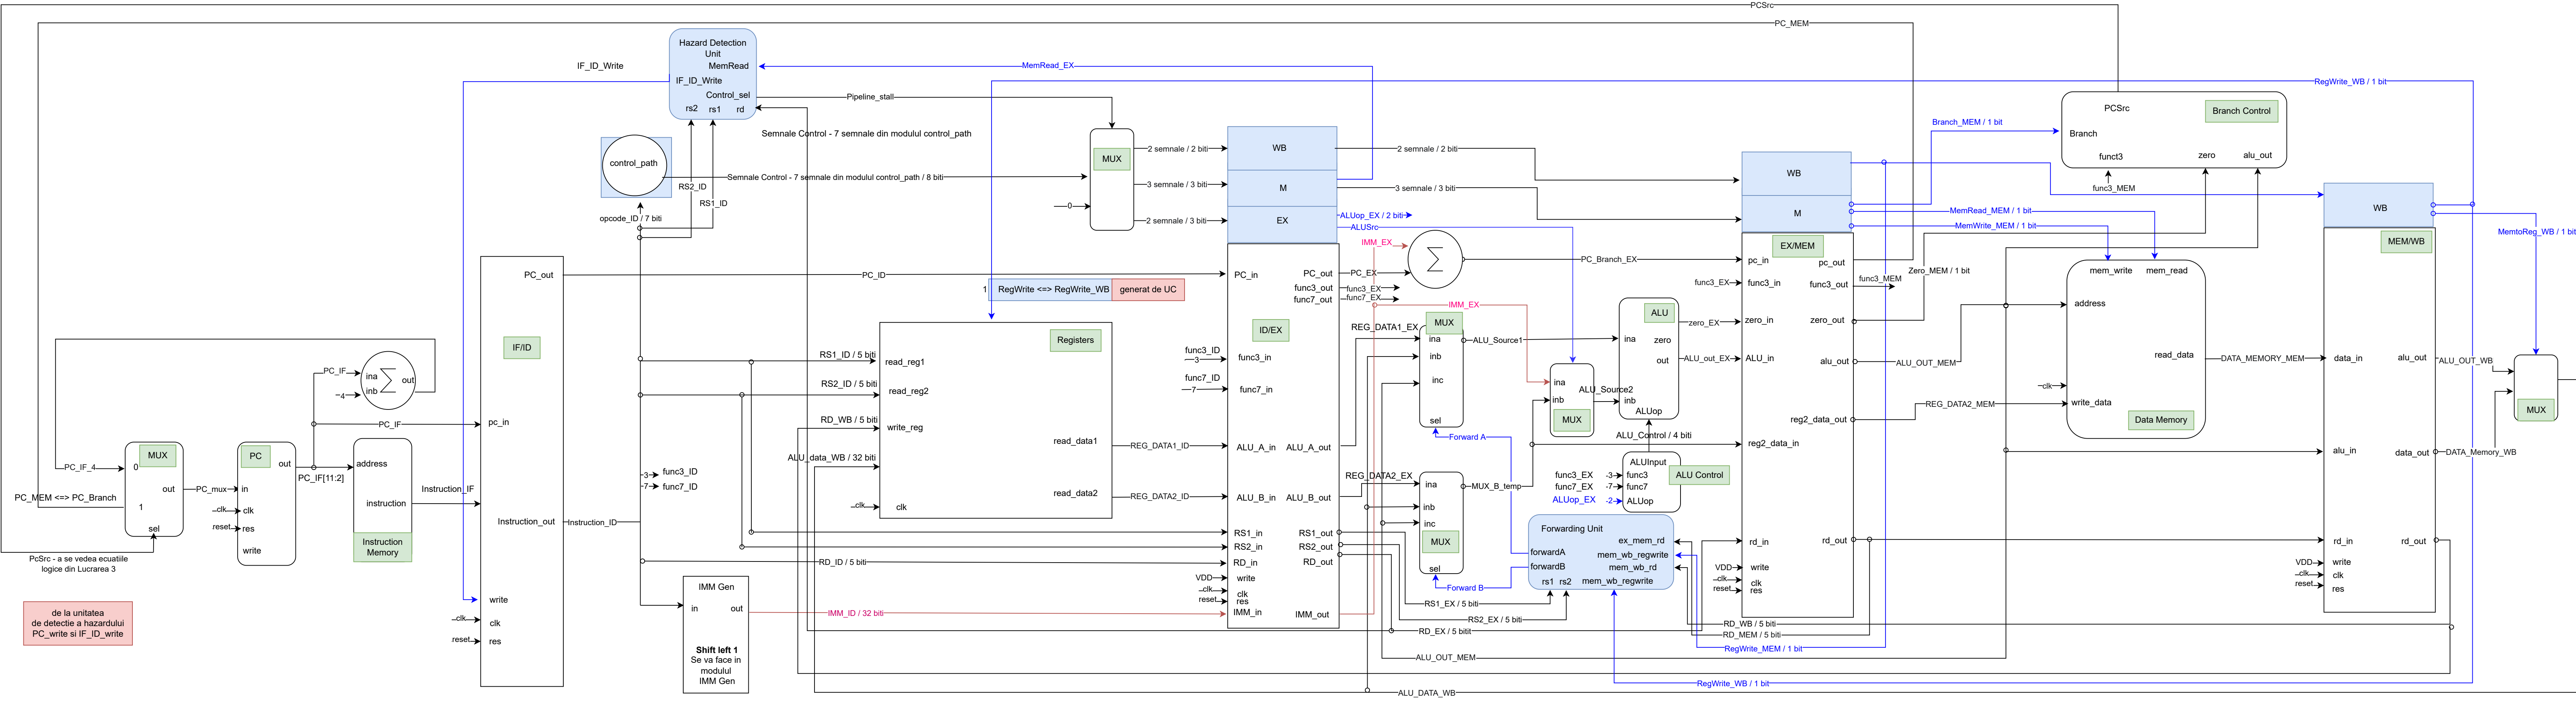 PCSrc
PC_MEM
Hazard Detection
Unit
MemRead
IF_ID_Write
Control_sel
rs2 rs1 rd
IF_ID_Write
MemRead_EX
RegWrite_WB / 1 bit
Pipeline_stall
Semnale Control - 7 semnale din modulul control_path
control_path
Semnale Control - 7 semnale din modulul control_path / 8 biti
RS2_ID
RS1_ID
opcode_ID / 7 biti
MUX
0
2 semnale / 2 biti
3 semnale / 3 biti
2 semnale / 3 biti
WB
M
EX
2 semnale / 2 biti
3 semnale / 3 biti
ALUop_EX / 2 biti
ALUSrc
IMM_EX
WB
M
Branch_MEM / 1 bit
MemRead_MEM / 1 bit
MemWrite_MEM / 1 bit
PCSrc
Branch Control
Branch
funct3 zero alu_out
func3_MEM
WB
MemtoReg_WB / 1 bit
PC_IF
ina
inb
out
4
PC_IF
PC_IF_4
PC_MEM <=> PC_Branch
MUX
0
out
1
sel
PcSrc - a se vedea ecuatiile
logice din Lucrarea 3
PC_mux
PC
out
in
clk
res
write
clk
reset
PC_IF[11:2]
address
instruction
Instruction
Memory
Instruction_IF
de la unitatea
de detectie a hazardului
PC_write si IF_ID_write
PC_out
IF/ID
pc_in
Instruction_out
write
clk
res
clk
reset
Instruction_ID
PC_ID
1
RegWrite <=> RegWrite_WB
generat de UC
Registers
RS1_ID / 5 biti
read_reg1
RS2_ID / 5 biti
read_reg2
RD_WB / 5 biti
write_reg
ALU_data_WB / 32 biti
read_data1
read_data2
clk
clk
3
func3_ID
7
func7_ID
REG_DATA1_ID
REG_DATA2_ID
RD_ID / 5 biti
IMM Gen
in out
Shift left 1
Se va face in
modulul
IMM Gen
IMM_ID / 32 biti
PC_in PC_out
func3_out
func7_out
ID/EX
func3_ID
3
func3_in
func7_ID
7
func7_in
ALU_A_in ALU_A_out
ALU_B_in ALU_B_out
RS1_in RS1_out
RS2_in RS2_out
RD_in RD_out
VDD
write
clk
clk
reset
res
IMM_in IMM_out
PC_EX
func3_EX
func7_EX
PC_Branch_EX
IMM_EX
REG_DATA1_EX
MUX
ina
inb
inc
sel
ALU_Source1
Forward A
REG_DATA2_EX
ina
inb
inc
MUX
sel
MUX_B_temp
Forward B
ina
inb
MUX
ALU_Source2
ALU
ina
zero
out
inb
ALUop
zero_EX
ALU_out_EX
ALU_Control / 4 biti
ALUInput
ALU Control
func3_EX
3
func3
func7_EX
7
func7
ALUop_EX
2
ALUop
Forwarding Unit
ex_mem_rd
forwardA
mem_wb_regwrite
forwardB
mem_wb_rd
rs1 rs2 mem_wb_regwrite
RS1_EX / 5 biti
RS2_EX / 5 biti
RD_EX / 5 bitit
ALU_OUT_MEM
ALU_DATA_WB
RD_WB / 5 biti
RD_MEM / 5 biti
RegWrite_MEM / 1 bit
RegWrite_WB / 1 bit
EX/MEM
pc_in pc_out
func3_EX
func3_in func3_out
func3_MEM
Zero_MEM / 1 bit
zero_in zero_out
ALU_in alu_out
ALU_OUT_MEM
reg2_data_out
REG_DATA2_MEM
reg2_data_in
rd_in rd_out
VDD
write
clk
clk
reset
res
mem_write mem_read
address
read_data
clk
write_data
Data Memory
DATA_MEMORY_MEM
MEM/WB
data_in alu_out
alu_in data_out
rd_in rd_out
VDD
write
clk
clk
reset
res
ALU_OUT_WB
DATA_Memory_WB
MUX